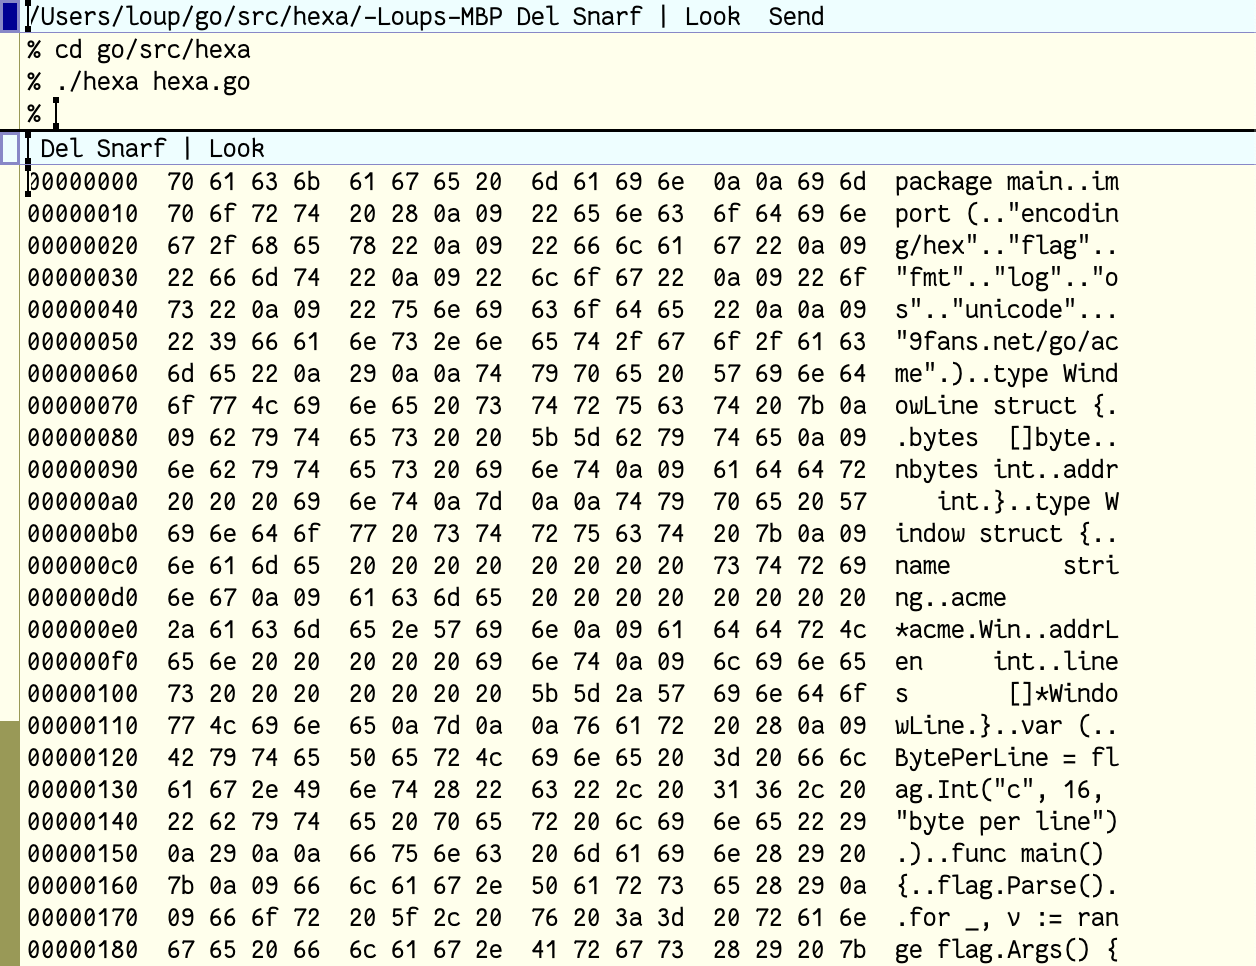 /Users/loup/go/src/hexa/-Loups-MBP Del Snarf | Look  Send
% cd go/src/hexa
% ./hexa hexa.go
%
Del Snarf | Look
00000000  70 61 63 6b  61 67 65 20  6d 61 69 6e  0a 0a 69 6d  package main..im
00000010  70 6f 72 74  20 28 0a 09  22 65 6e 63  6f 64 69 6e  port (.."encodin
00000020  67 2f 68 65  78 22 0a 09  22 66 6c 61  67 22 0a 09  g/hex".."flag"..
00000030  22 66 6d 74  22 0a 09 22  6c 6f 67 22  0a 09 22 6f  "fmt".."log".."o
00000040  73 22 0a 09  22 75 6e 69  63 6f 64 65  22 0a 0a 09  s".."unicode"...
00000050  22 39 66 61  6e 73 2e 6e  65 74 2f 67  6f 2f 61 63  "9fans.net/go/ac
00000060  6d 65 22 0a  29 0a 0a 74  79 70 65 20  57 69 6e 64  me".)..type Wind
00000070  6f 77 4c 69  6e 65 20 73  74 72 75 63  74 20 7b 0a  owLine struct {.
00000080  09 62 79 74  65 73 20 20  5b 5d 62 79  74 65 0a 09  .bytes  []byte..
00000090  6e 62 79 74  65 73 20 69  6e 74 0a 09  61 64 64 72  nbytes int..addr
000000a0  20 20 20 69  6e 74 0a 7d  0a 0a 74 79  70 65 20 57     int.}..type W
000000b0  69 6e 64 6f  77 20 73 74  72 75 63 74  20 7b 0a 09  indow struct {..
000000c0  6e 61 6d 65  20 20 20 20  20 20 20 20  73 74 72 69  name        stri
000000d0  6e 67 0a 09  61 63 6d 65  20 20 20 20  20 20 20 20  ng..acme
000000e0  2a 61 63 6d  65 2e 57 69  6e 0a 09 61  64 64 72 4c  *acme.Win..addrL
000000f0  65 6e 20 20  20 20 20 69  6e 74 0a 09  6c 69 6e 65  en     int..line
00000100  73 20 20 20  20 20 20 20  5b 5d 2a 57  69 6e 64 6f  s       []*Windo
00000110  77 4c 69 6e  65 0a 7d 0a  0a 76 61 72  20 28 0a 09  wLine.}..var (..
00000120  42 79 74 65  50 65 72 4c  69 6e 65 20  3d 20 66 6c  BytePerLine = fl
00000130  61 67 2e 49  6e 74 28 22  63 22 2c 20  31 36 2c 20  ag.Int("c", 16,
00000140  22 62 79 74  65 20 70 65  72 20 6c 69  6e 65 22 29  "byte per line")
00000150  0a 29 0a 0a  66 75 6e 63  20 6d 61 69  6e 28 29 20  .)..func main()
00000160  7b 0a 09 66  6c 61 67 2e  50 61 72 73  65 28 29 0a  {..flag.Parse().
00000170  09 66 6f 72  20 5f 2c 20  76 20 3a 3d  20 72 61 6e  .for _, v := ran
00000180  67 65 20 66  6c 61 67 2e  41 72 67 73  28 29 20 7b  ge flag.Args() {